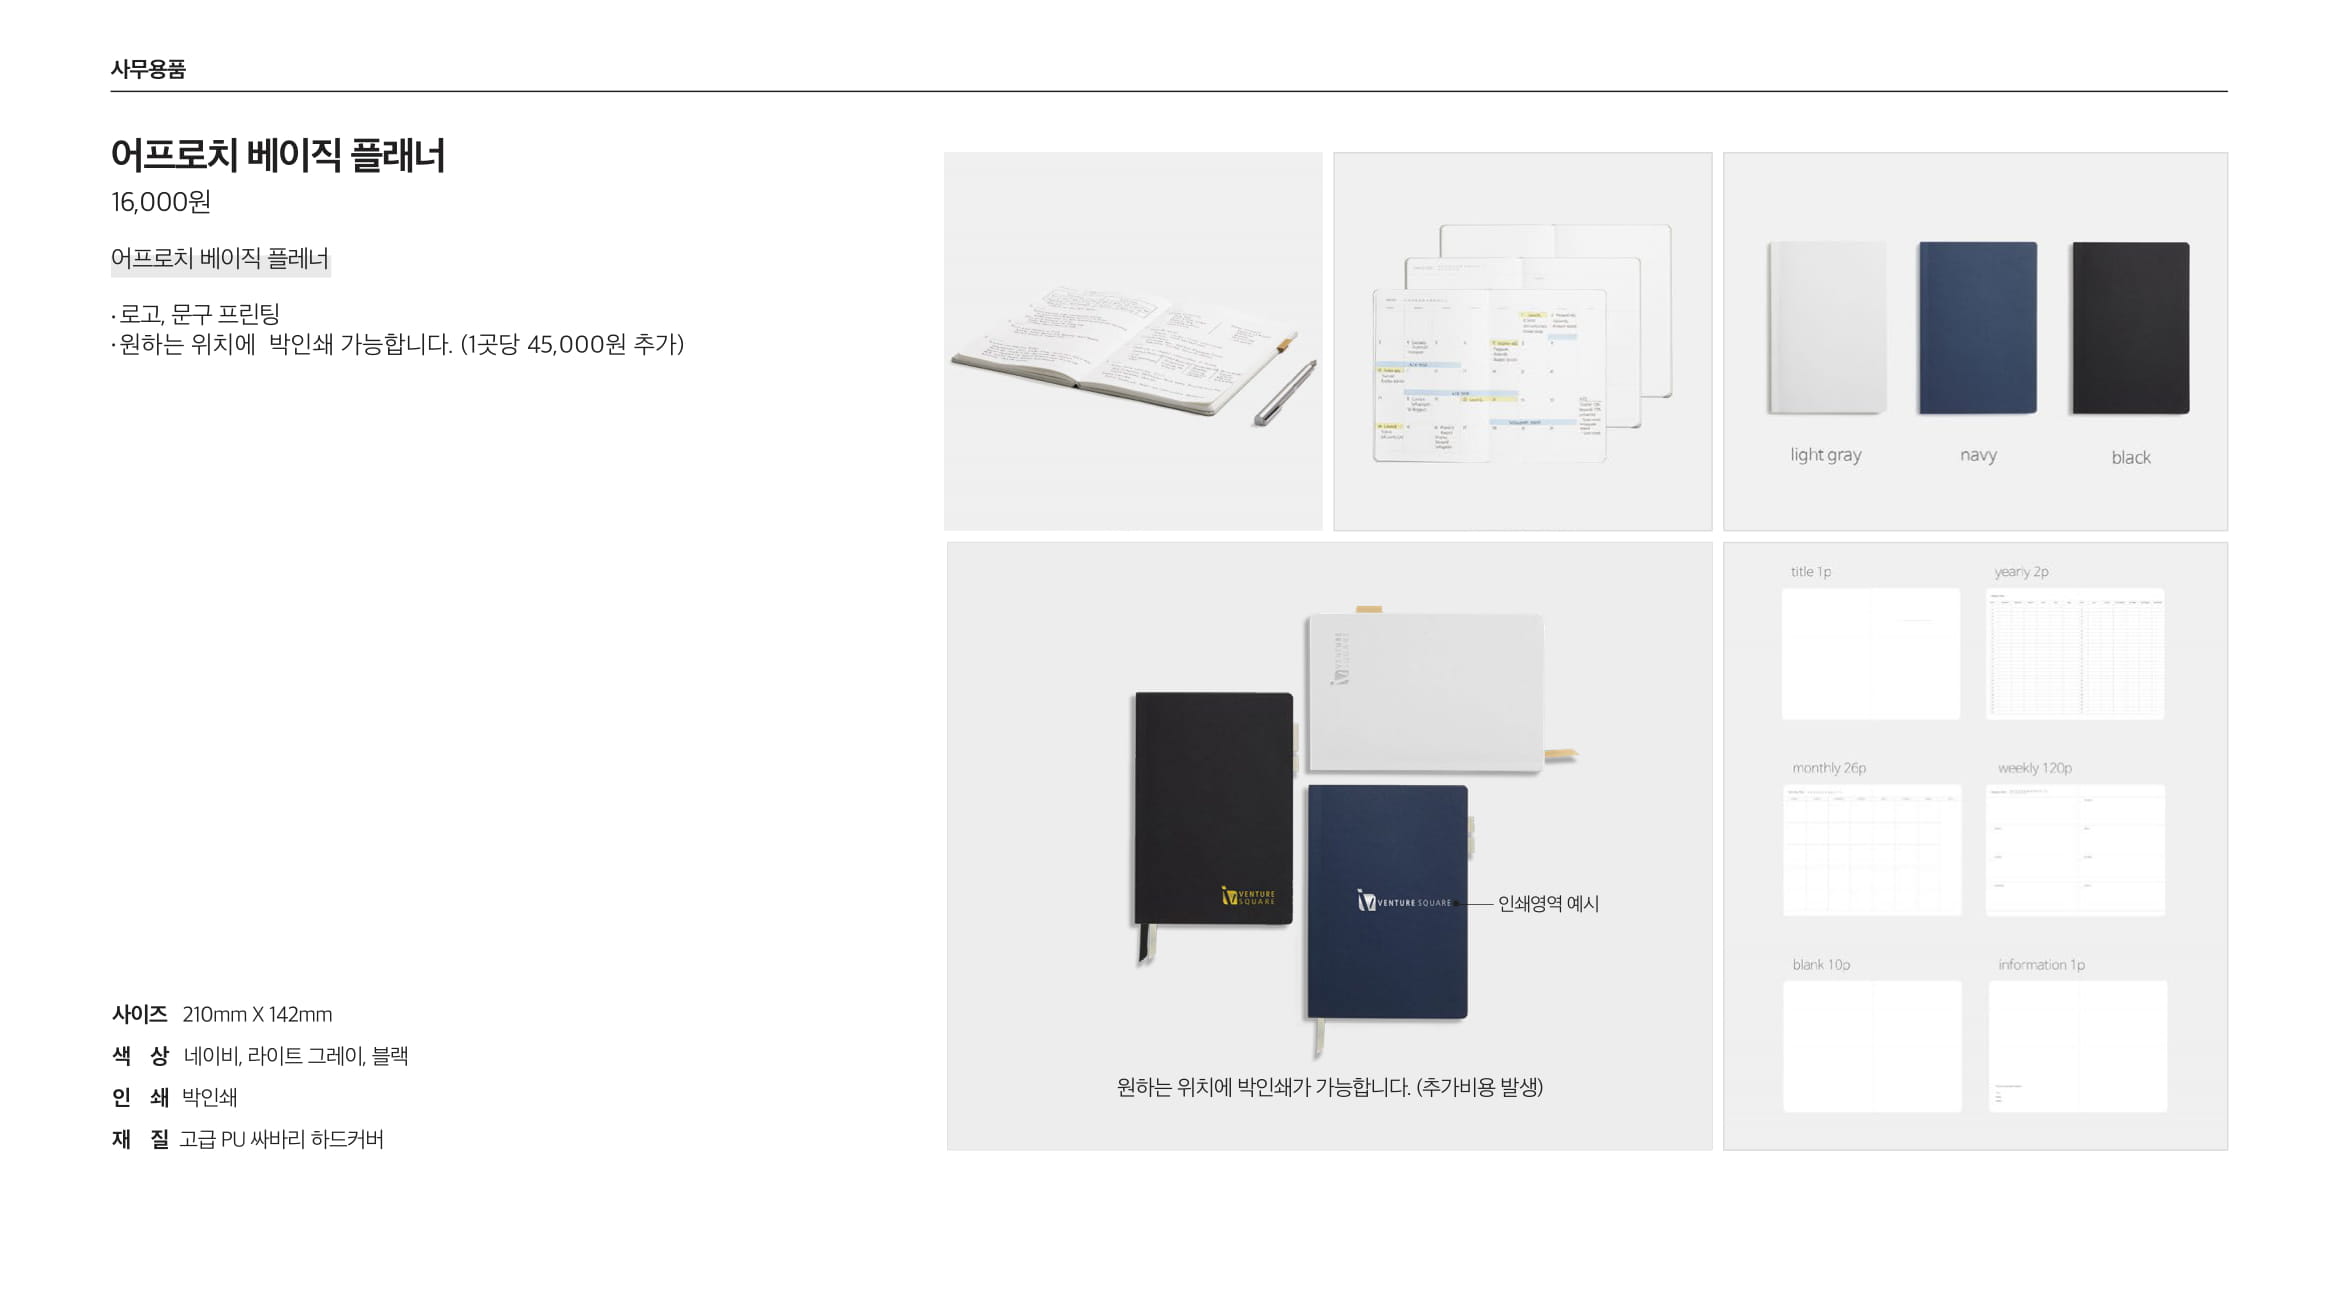 사무용품
어프로치 베이직 플래너
16,000원
어프로치 베이직 플레너
· 로고, 문구 프린팅
· 원하는 위치에 박인쇄 가능합니다. (1곳당 45,000원 추가)
사이즈 210mm X 142mm
색 상 네이비, 라이트 그레이, 블랙
인 쇄 박인쇄
재 질 고급 PU 싸바리 하드커버
light gray
navy
black
VENTURE
SQUARE
VENTURE
SQUARE
VENTURE SQUARE
인쇄영역 예시
원하는 위치에 박인쇄가 가능합니다. (추가비용 발생)
title 1p
yearly 2p
monthly 26p
weekly 120p
blank 10p
information 1p